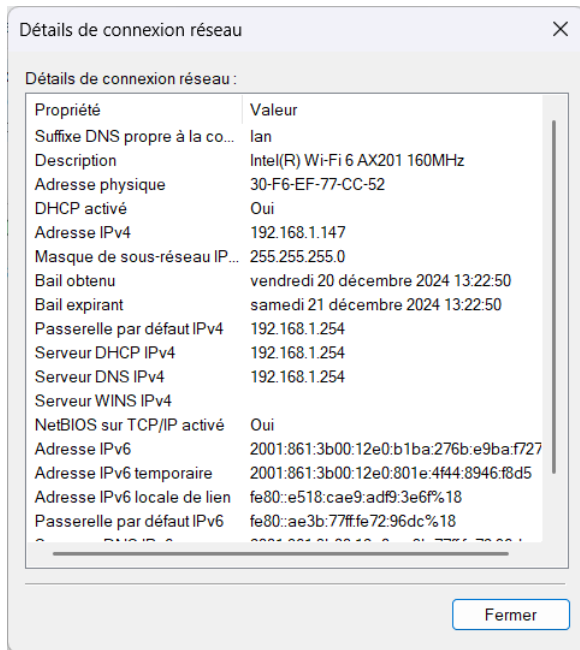 Détails de connexion réseau
Détails de connexion réseau :
Propriété Valeur
Suffixe DNS propre à la co... lan
Description Intel(R) Wi-Fi 6 AX201 160MHz
Adresse physique 30-F6-EF-77-CC-52
DHCP activé Oui
Adresse IPv4 192.168.1.147
Masque de sous-réseau IP... 255.255.255.0
Bail obtenu vendredi 20 décembre 2024 13:22:50
Bail expirant samedi 21 décembre 2024 13:22:50
Passerelle par défaut IPv4 192.168.1.254
Serveur DHCP IPv4 192.168.1.254
Serveur DNS IPv4 192.168.1.254
Serveur WINS IPv4
NetBIOS sur TCP/IP activé Oui
Adresse IPv6 2001:861:3b00:12e0:b1ba:276b:e9ba:f727
Adresse IPv6 temporaire 2001:861:3b00:12e0:801e:4f44:8946:f8d5
Adresse IPv6 locale de lien fe80::e518:cae9:adf9:3e6f%18
Passerelle par défaut IPv6 fe80::ae3b:77ff:fe72:96dc%18
Fermer